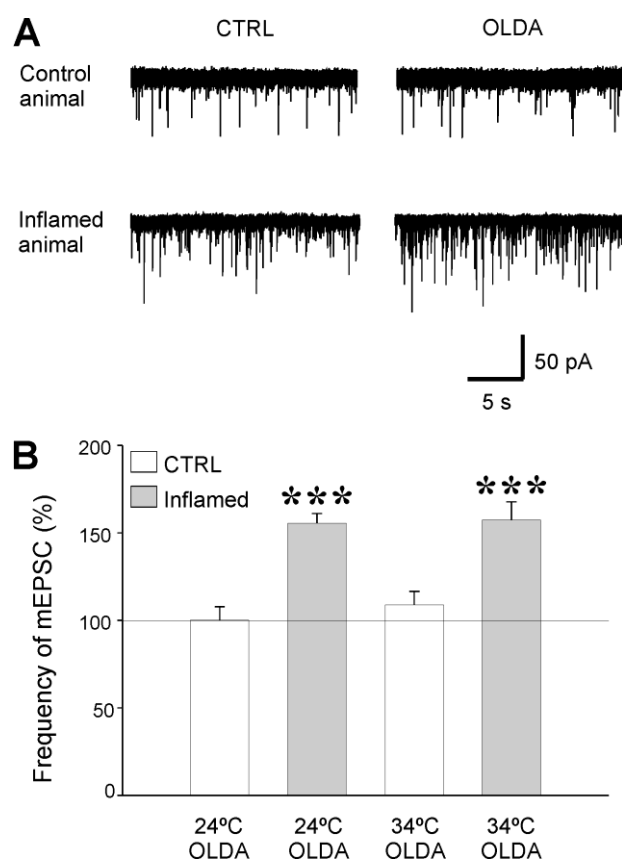 A
CTRL
OLDA
Control
animal
Inflamed
animal
50 pA
5 s
B
Frequency of mEPSC (%)
200
150
100
50
0
CTRL
Inflamed
***
***
24ºC
OLDA
24ºC
OLDA
34ºC
OLDA
34ºC
OLDA